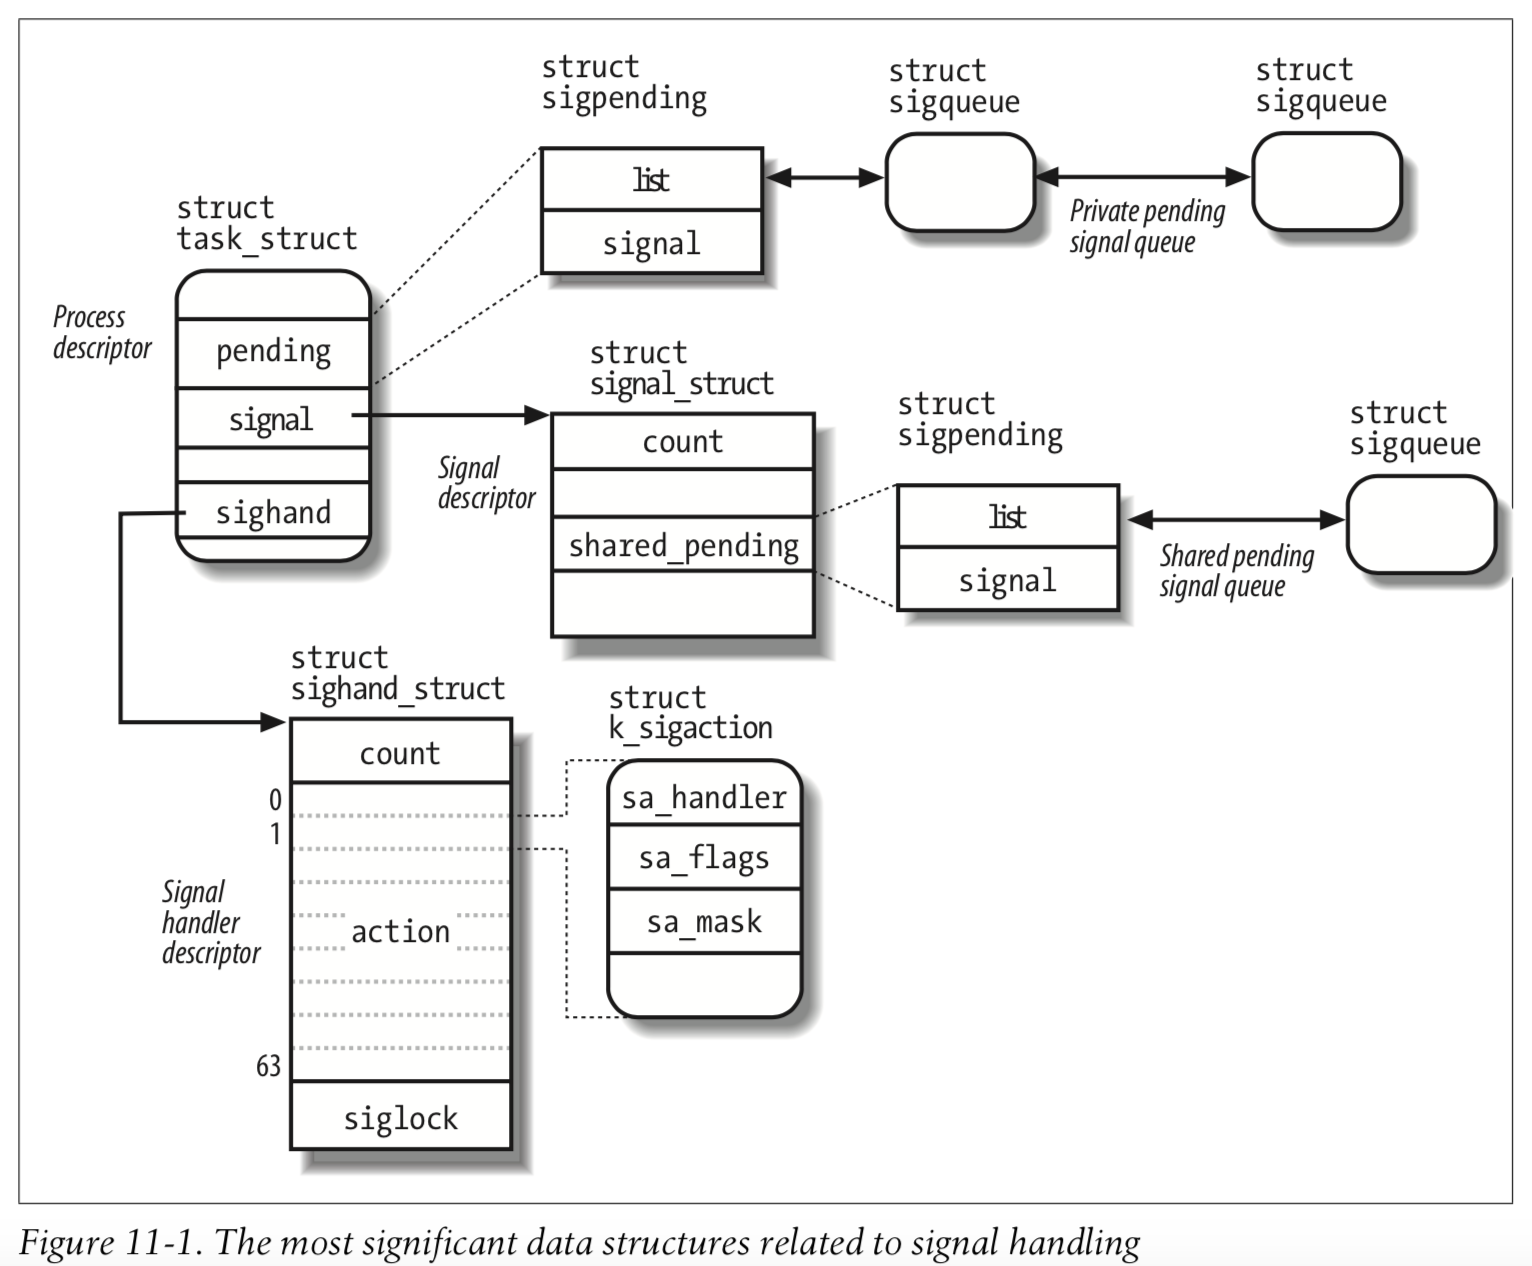 struct
sigpending
struct
sigqueue
struct
sigqueue
list
signal
Private pending
signal queue
struct
task_struct
Process
descriptor
pending
signal
sighand
struct
signal_struct
Signal
descriptor
count
shared_pending
struct
sigpending
list
signal
struct
sigqueue
Shared pending
signal queue
struct
sighand_struct
count
0
1
Signal
handler
descriptor
action
63
siglock
struct
k_sigaction
sa_handler
sa_flags
sa_mask
Figure 11-1. The most significant data structures related to signal handling